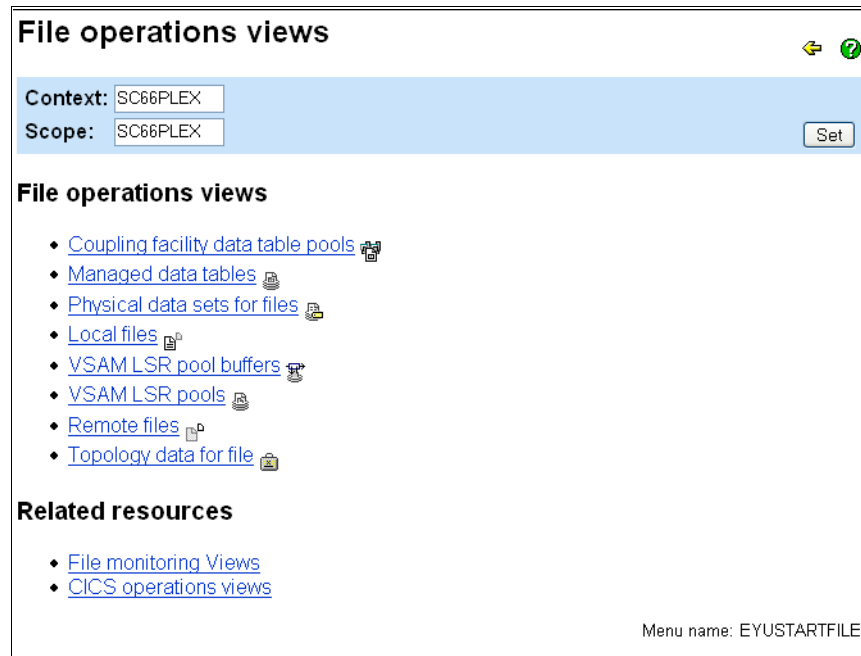 File operations views
Context: SC66PLEX
Scope: SC66PLEX
Set
File operations views
Coupling facility data table pools
Managed data tables
Physical data sets for files
Local files
VSAM LSR pool buffers
VSAM LSR pools
Remote files
Topology data for file
Related resources
File monitoring Views
CICS operations views
Menu name: EYUSTARTFILE